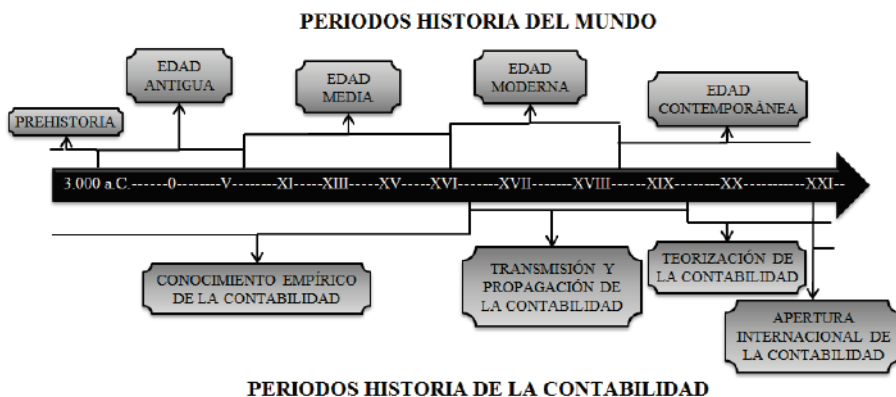 PERIODOS HISTORIA DEL MUNDO
PREHISTORIA
EDAD
ANTIGUA
EDAD
MEDIA
EDAD
MODERNA
EDAD
CONTEMPORÁNEA
3.000 a.C.------0-------V-------XI-----XIII-----XV-----XVI-------XVII-------XVIII------XIX--------XX-----------XXI--
CONOCIMIENTO EMPÍRICO
DE LA CONTABILIDAD
TRANSMISIÓN Y
PROPAGACIÓN DE
LA CONTABILIDAD
TEORIZACIÓN DE
LA CONTABILIDAD
APERTURA
INTERNACIONAL DE
LA CONTABILIDAD
PERIODOS HISTORIA DE LA CONTABILIDAD